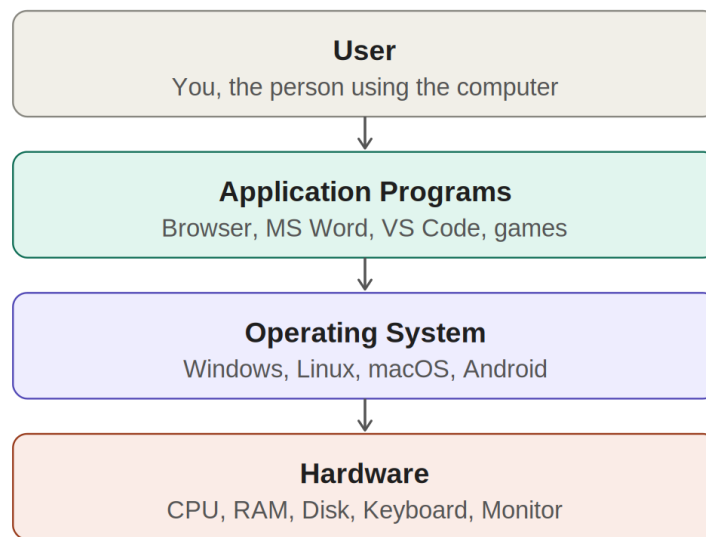 User
You, the person using the computer
Application Programs
Browser, MS Word, VS Code, games
Operating System
Windows, Linux, macOS, Android
Hardware
CPU, RAM, Disk, Keyboard, Monitor